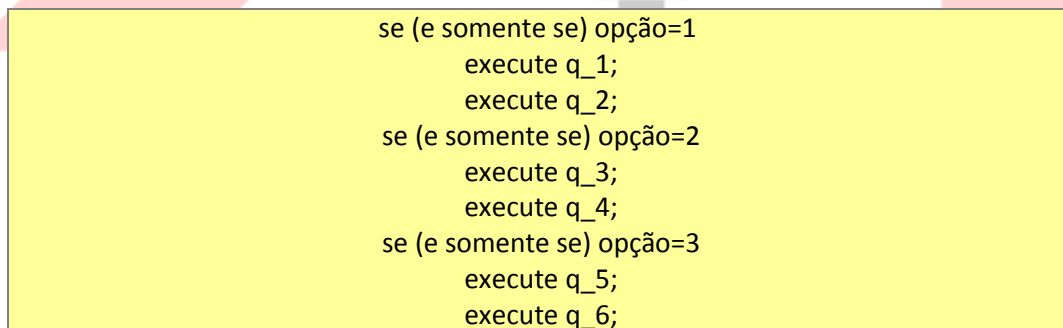 se (e somente se) opção=1
execute q_1;
execute q_2;
se (e somente se) opção=2
execute q_3;
execute q_4;
se (e somente se) opção=3
execute q_5;
execute q_6;